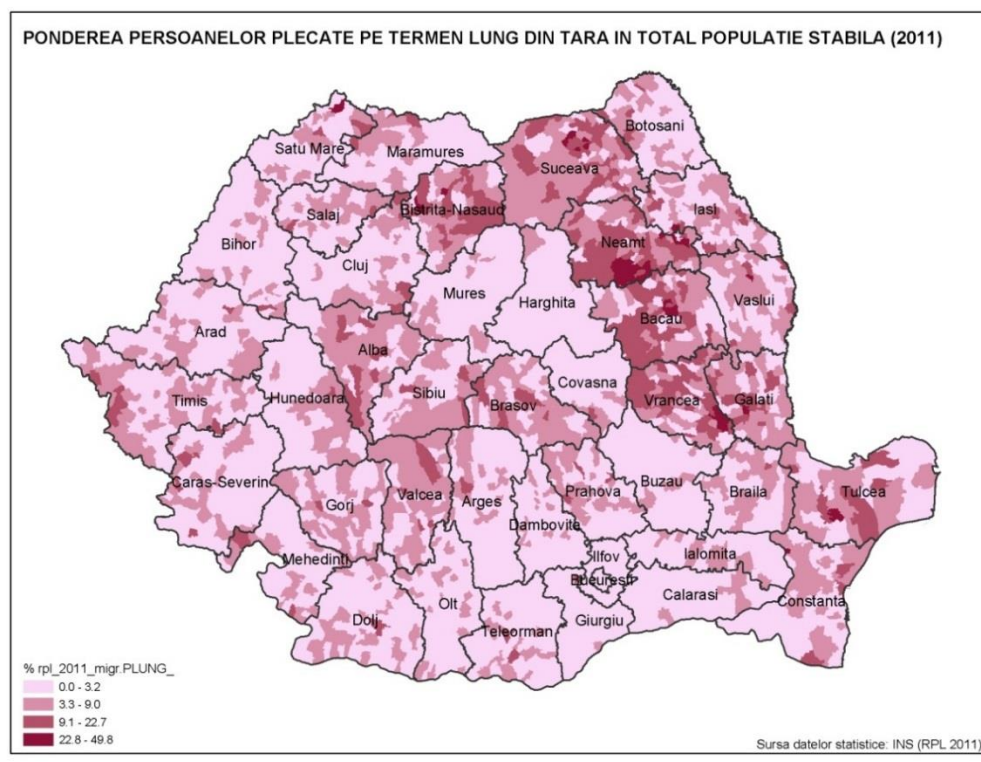 PONDEREA PERSOANELOR PLECATE PE TERMEN LUNG DIN TARA IN TOTAL POPULATIE STABILA (2011)
Botosani
Satu Mare
Maramures
Suceava
Iasi
Salaj
Bistrita-Nasaud
Neamt
Bihor
Cluj
Mures
Harghita
Vaslui
Bacau
Arad
Alba
Covasna
Timis
Hunedoara
Sibiu
Brasov
Vrancea
Galati
Caras-Severin
Gorj
Valcea
Arges
Prahova
Buzau
Braila
Tulcea
Dambovita
Mehedinti
Ilfov
Ialomita
Bucuresti
Calarasi
Constanta
Dolj
Olt
Teleorman
Giurgiu
% rpl_2011_migr.PLUNG_
0.0 - 3.2
3.3 - 9.0
9.1 - 22.7
22.8 - 49.8
Sursa datelor statistice: INS (RPL 2011)